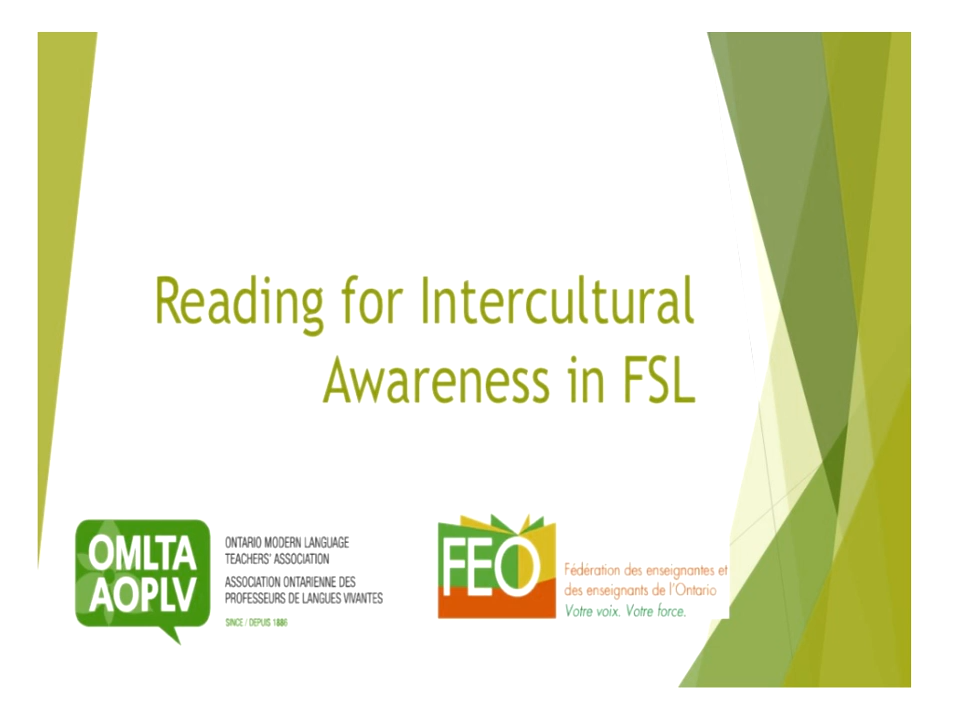 Reading for Intercultural
Awareness in FSL
OMLTA
AOPLV
ONTARIO MODERN LANGUAGE
TEACHERS' ASSOCIATION
ASSOCIATION ONTARIENNE DES
PROFESSEURS DE LANGUES VIVANTES
SINCE / DEPUIS 1886
FEO
Fédération des enseignantes et
des enseignants de l'Ontario
Votre voix. Votre force.